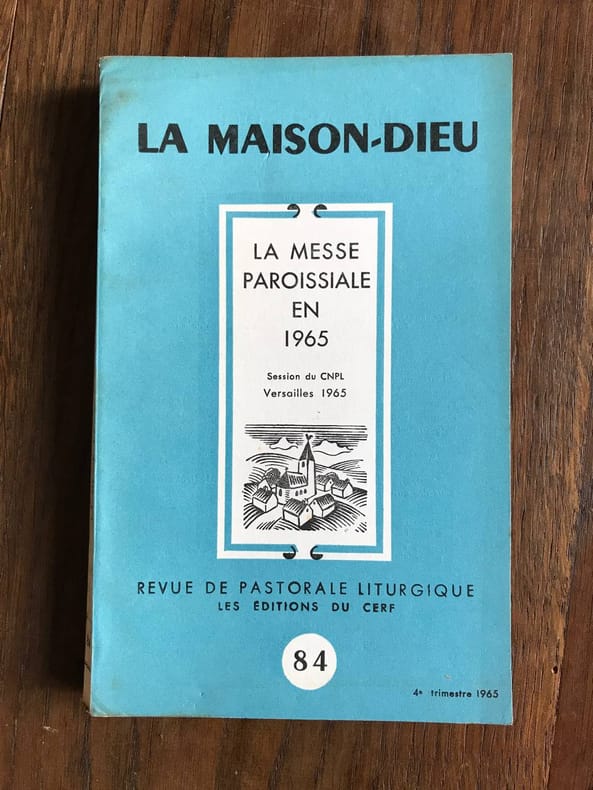 LA MAISON-DIEU
LA MESSE
PAROISSIALE
EN
1965
Session du CNPL
Versailles 1965
REVUE DE PASTORALE LITURGIQUE
LES ÉDITIONS DU CERF
84
4e trimestre 1965